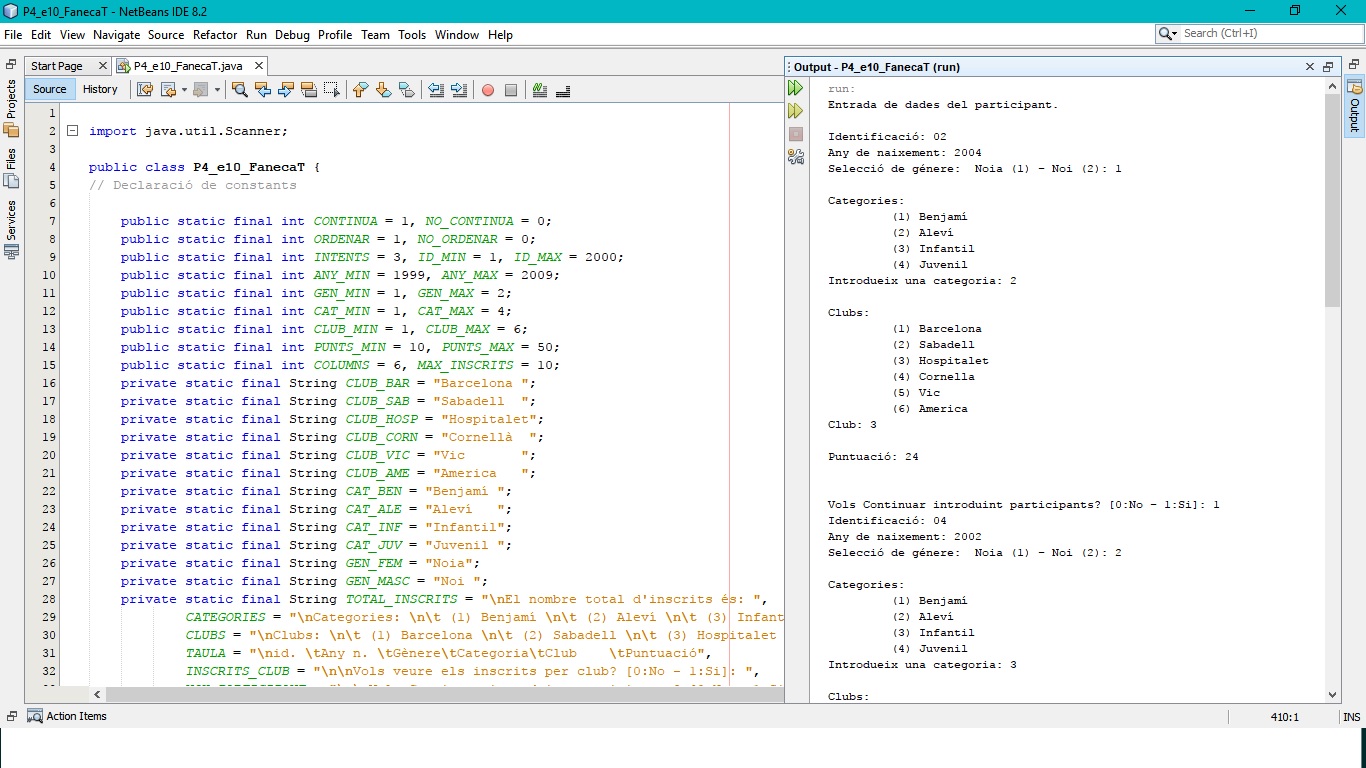 P4_e10_FanecaT - NetBeans IDE 8.2
File Edit View Navigate Source Refactor Run Debug Profile Team Tools Window Help
Search (Ctrl+I)
Projects
Files
Services
Start Page
P4_e10_FanecaT.java
Source History
1
2 import java.util.Scanner;
3
4 public class P4_e10_FanecaT {
5 // Declaració de constants
6
7 public static final int CONTINUA = 1, NO_CONTINUA = 0;
8 public static final int ORDENAR = 1, NO_ORDENAR = 0;
9 public static final int INTENTS = 3, ID_MIN = 1, ID_MAX = 2000;
10 public static final int ANY_MIN = 1999, ANY_MAX = 2009;
11 public static final int GEN_MIN = 1, GEN_MAX = 2;
12 public static final int CAT_MIN = 1, CAT_MAX = 4;
13 public static final int CLUB_MIN = 1, CLUB_MAX = 6;
14 public static final int PUNTS_MIN = 10, PUNTS_MAX = 50;
15 public static final int COLUMNS = 6, MAX_INSCRITS = 10;
16 private static final String CLUB_BAR = "Barcelona ";
17 private static final String CLUB_SAB = "Sabadell  ";
18 private static final String CLUB_HOSP = "Hospitalet";
19 private static final String CLUB_CORN = "Cornellà  ";
20 private static final String CLUB_VIC = "Vic       ";
21 private static final String CLUB_AME = "America   ";
22 private static final String CAT_BEN = "Benjamí ";
23 private static final String CAT_ALE = "Aleví   ";
24 private static final String CAT_INF = "Infantil";
25 private static final String CAT_JUV = "Juvenil ";
26 private static final String GEN_FEM = "Noia";
27 private static final String GEN_MASC = "Noi ";
28 private static final String TOTAL_INSCRITS = "\nEl nombre total d'inscrits és: ",
29 CATEGORIES = "\nCategories: \n\t (1) Benjamí \n\t (2) Aleví \n\t (3) Infant
30 CLUBS = "\nClubs: \n\t (1) Barcelona \n\t (2) Sabadell \n\t (3) Hospitalet
31 TAULA = "\nid. \tAny n. \tGènere\tCategoria\tClub    \tPuntuació",
32 INSCRITS_CLUB = "\n\nVols veure els inscrits per club? [0:No - 1:Si]: ",
Output - P4_e10_FanecaT (run)
run:
Entrada de dades del participant.
Identificació: 02
Any de naixement: 2004
Selecció de génere:  Noia (1) - Noi (2): 1
Categories:
(1) Benjamí
(2) Aleví
(3) Infantil
(4) Juvenil
Introdueix una categoria: 2
Clubs:
(1) Barcelona
(2) Sabadell
(3) Hospitalet
(4) Cornella
(5) Vic
(6) America
Club: 3
Puntuació: 24
Vols Continuar introduint participants? [0:No - 1:Si]: 1
Identificació: 04
Any de naixement: 2002
Selecció de génere:  Noia (1) - Noi (2): 2
Categories:
(1) Benjamí
(2) Aleví
(3) Infantil
(4) Juvenil
Introdueix una categoria: 3
Clubs:
Output
Action Items
410:1 INS